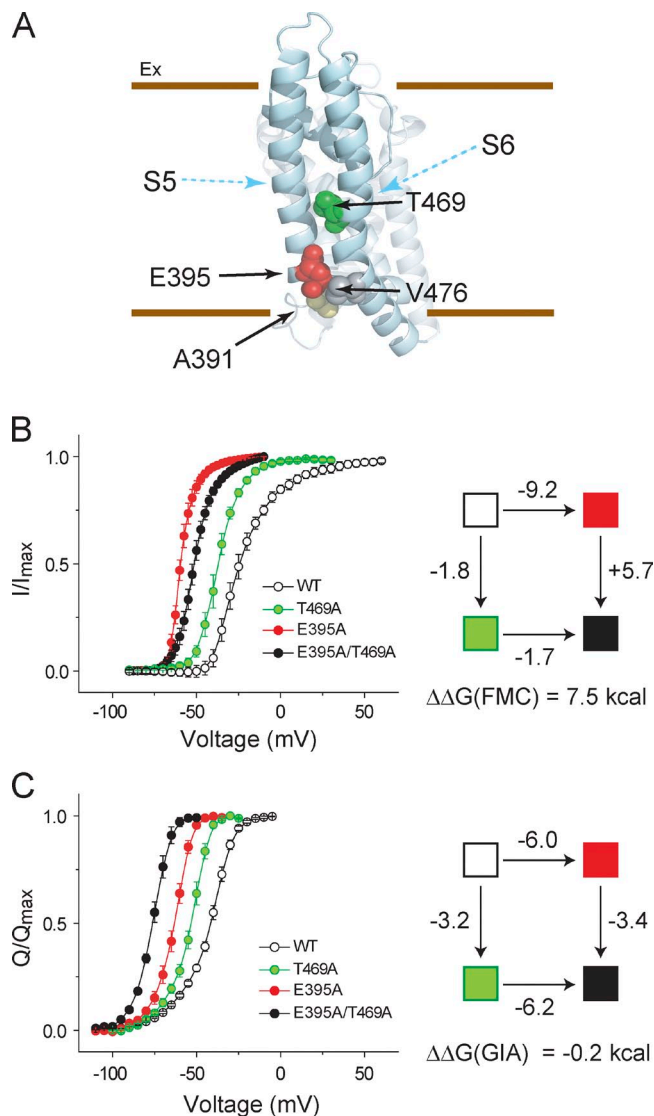 A
Ex
S5
S6
T469
E395
V476
A391
B
I/Imax
1.0
0.5
0.0
WT
T469A
E395A
E395A/T469A
-100
-50
0
50
Voltage (mV)
-9.2
-1.8
+5.7
-1.7
ΔΔG(FMC) = 7.5 kcal
C
Q/Qmax
1.0
0.5
0.0
WT
T469A
E395A
E395A/T469A
-100
-50
0
50
Voltage (mV)
-6.0
-3.2
-3.4
-6.2
ΔΔG(GIA) = -0.2 kcal